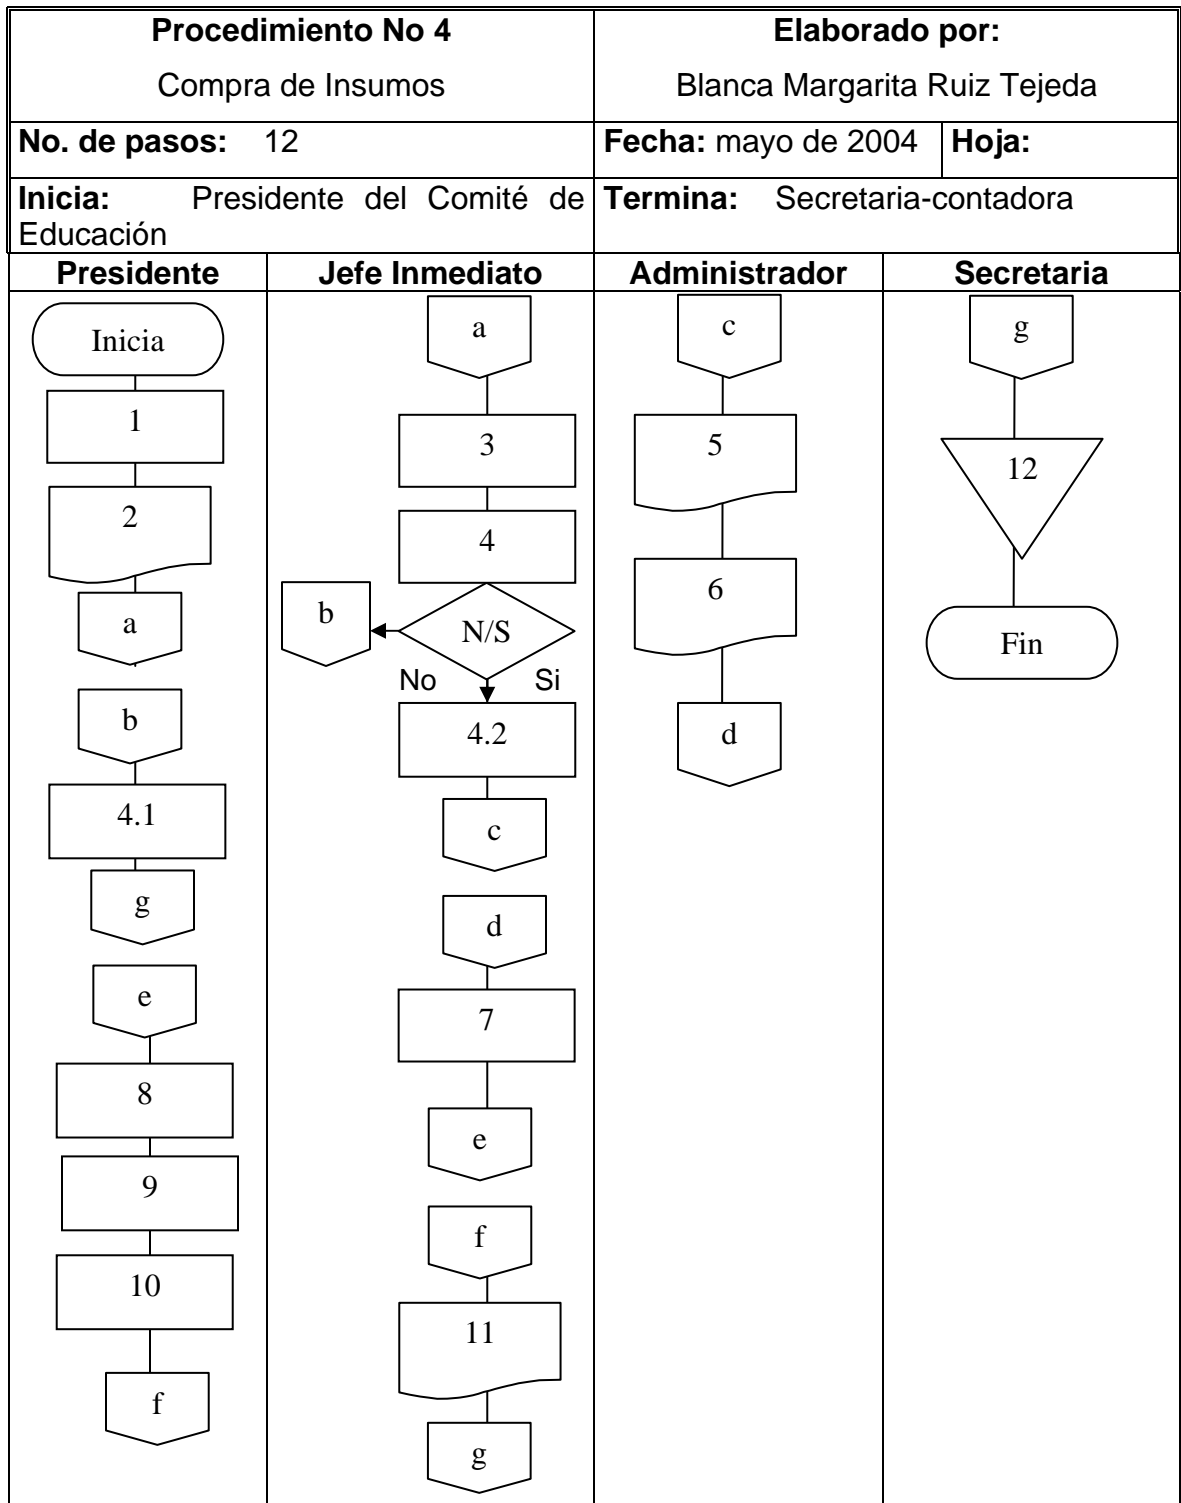 Procedimiento No 4
Compra de Insumos
Elaborado por:
Blanca Margarita Ruiz Tejeda
No. de pasos: 12
Fecha: mayo de 2004
Hoja:
Inicia: Presidente del Comité de
Educación
Termina: Secretaria-contadora
Presidente
Jefe Inmediato
Administrador
Secretaria
Inicia
1
2
a
b
4.1
g
e
8
9
10
f
a
3
4
b
N/S
No
Si
4.2
c
d
7
e
f
11
g
c
5
6
d
g
12
Fin